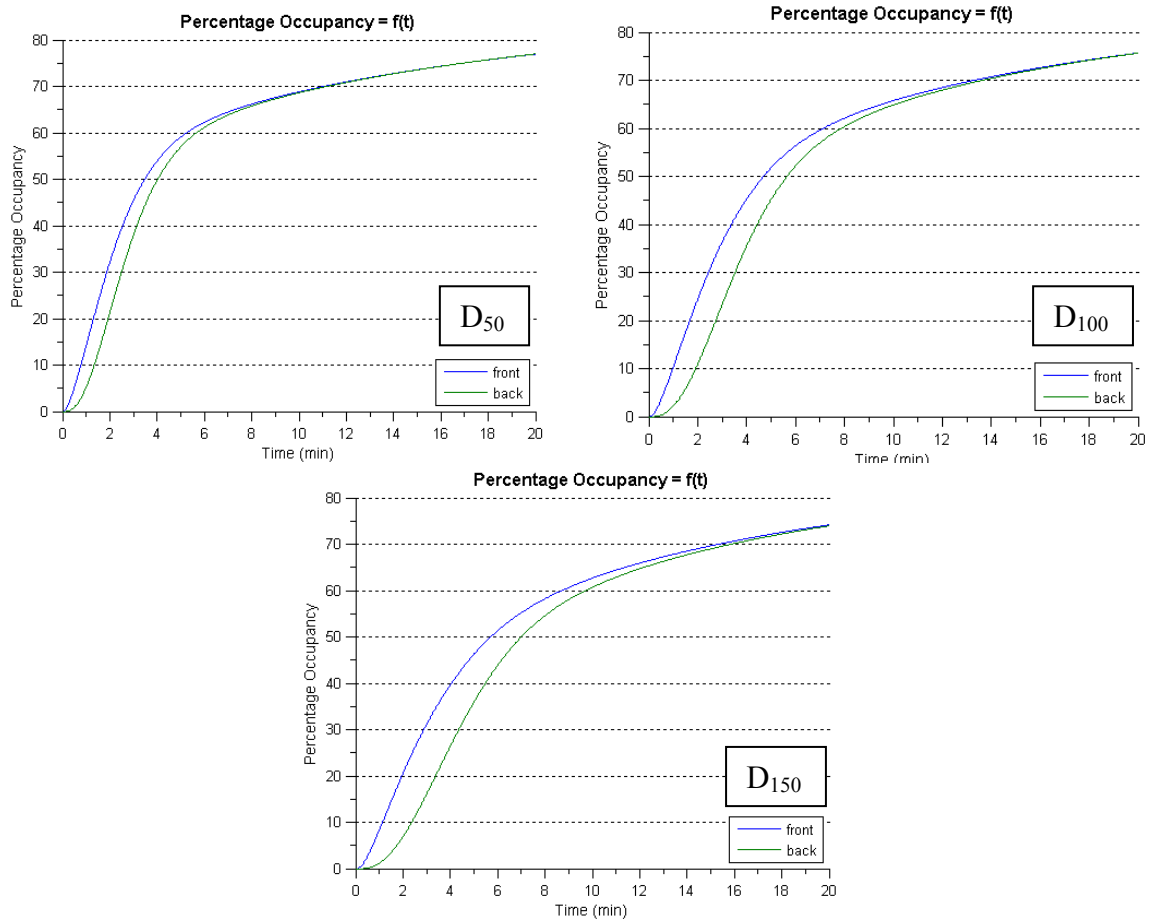 Percentage Occupancy = f(t)
80
70
60
50
40
30
20
10
0
Percentage Occupancy
D50
front
back
0 2 4 6 8 10 12 14 16 18 20
Time (min)
Percentage Occupancy = f(t)
80
70
60
50
40
30
20
10
0
Percentage Occupancy
D100
front
back
0 2 4 6 8 10 12 14 16 18 20
Time (min)
Percentage Occupancy = f(t)
80
70
60
50
40
30
20
10
0
Percentage Occupancy
D150
front
back
0 2 4 6 8 10 12 14 16 18 20
Time (min)